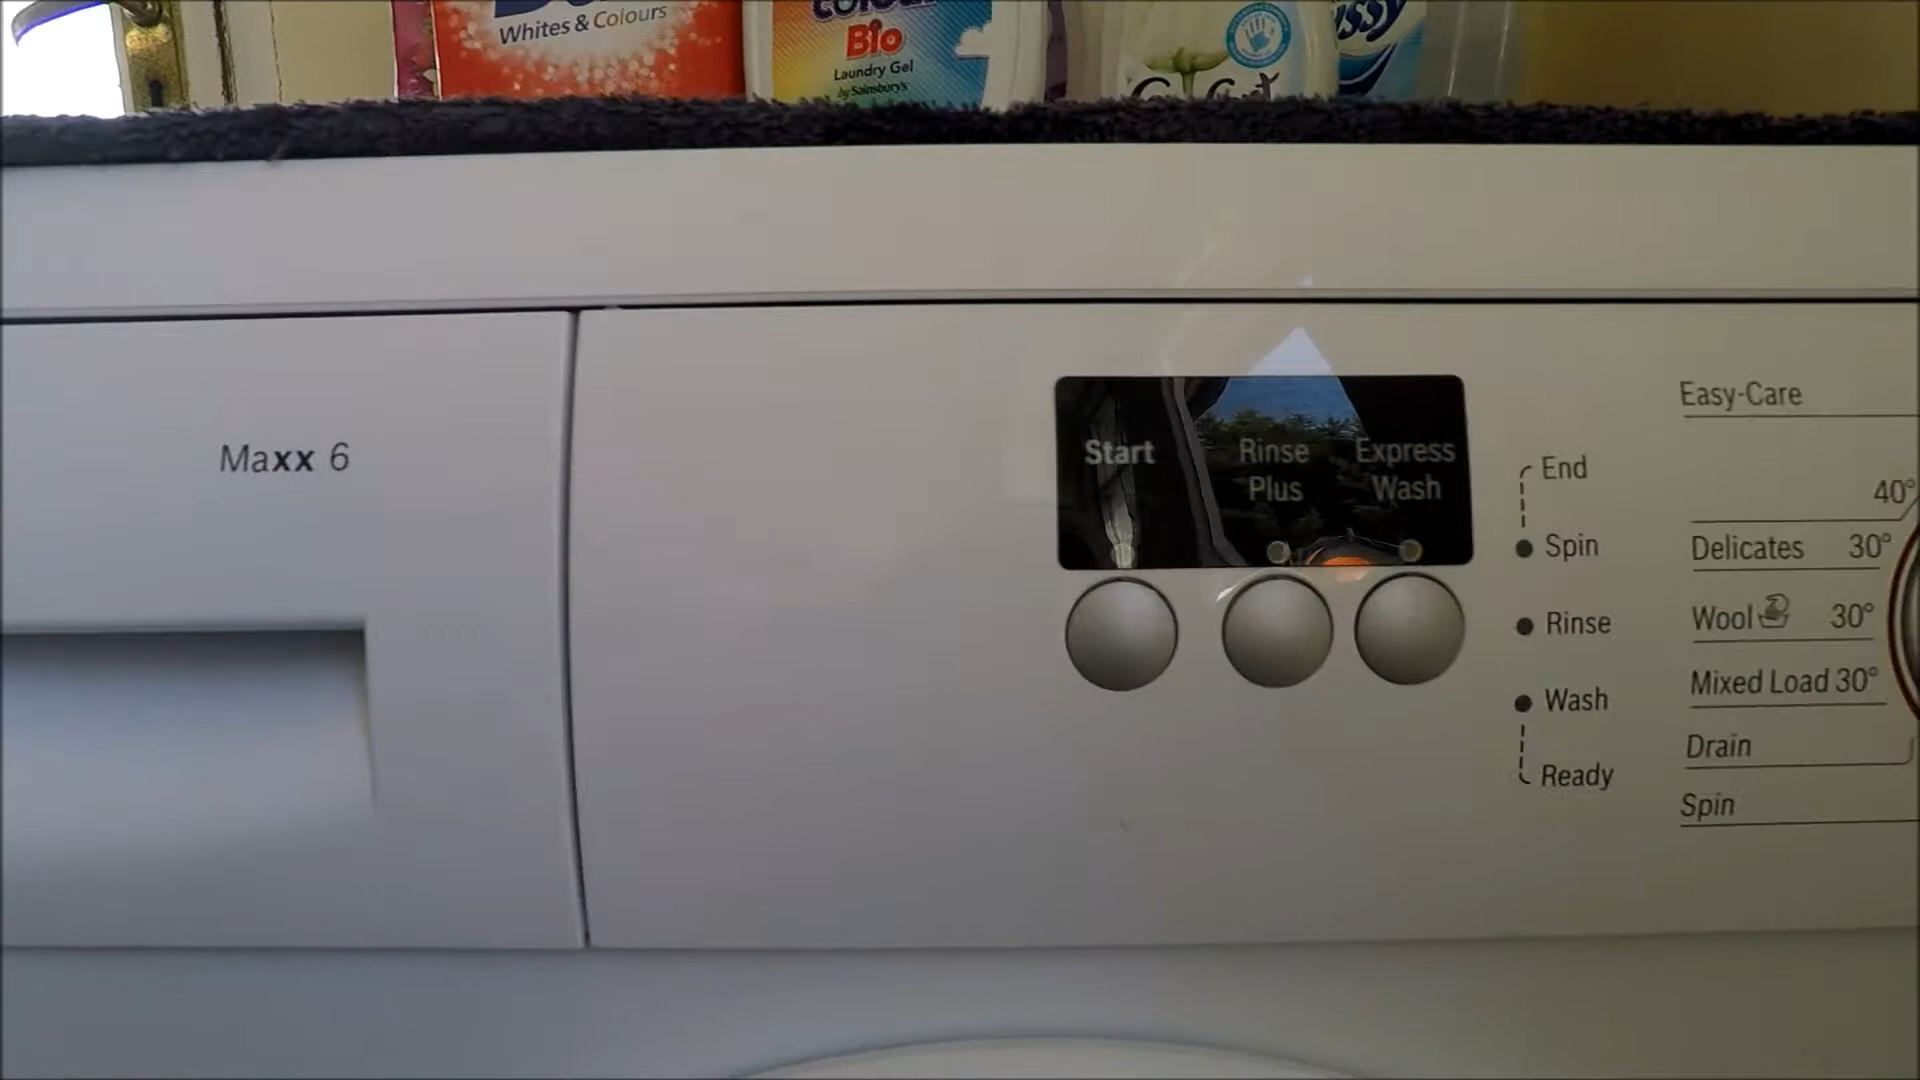 Whites & Colours
Bio
Laundry Gel
by Sainsbury's
Maxx 6
Start
Rinse
Plus
Express
Wash
End
Spin
Rinse
Wash
Ready
Easy-Care
40°
Delicates 30°
Wool 30°
Mixed Load 30°
Drain
Spin